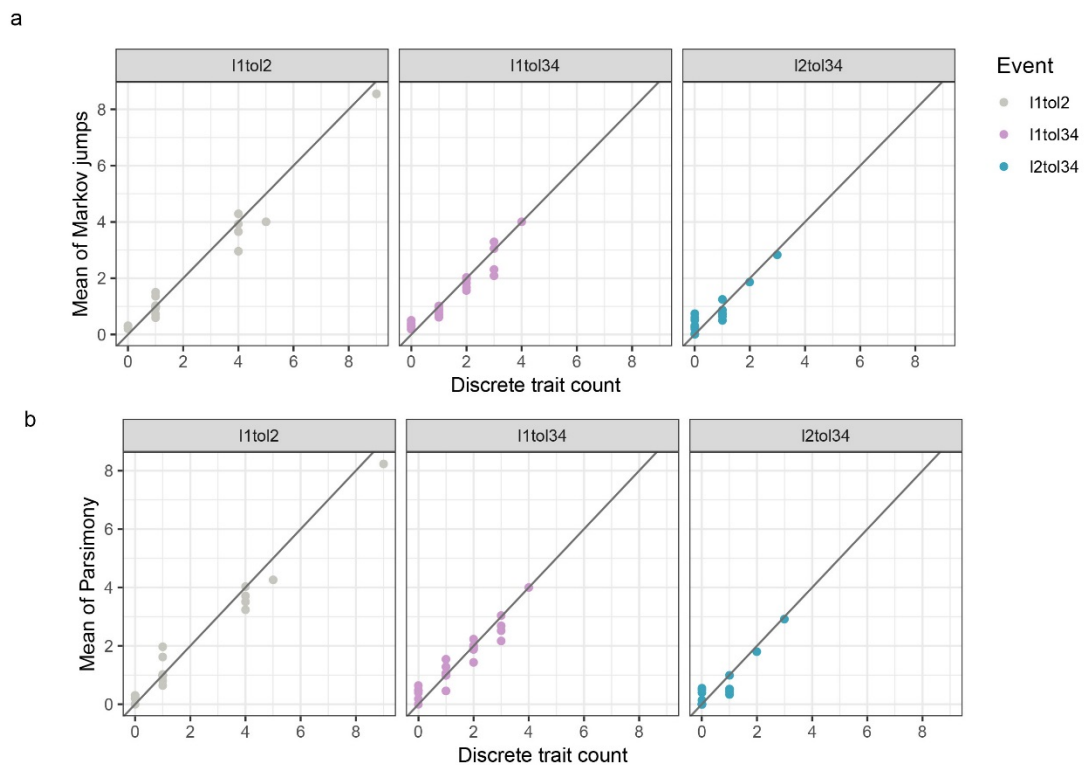 a
l1tol2 l1tol34 l2tol34
Event
l1tol2
l1tol34
l2tol34
Mean of Markov jumps
8
6
4
2
0
0 2 4 6 8 0 2 4 6 8 0 2 4 6 8
Discrete trait count
b
l1tol2 l1tol34 l2tol34
Mean of Parsimony
8
6
4
2
0
0 2 4 6 8 0 2 4 6 8 0 2 4 6 8
Discrete trait count